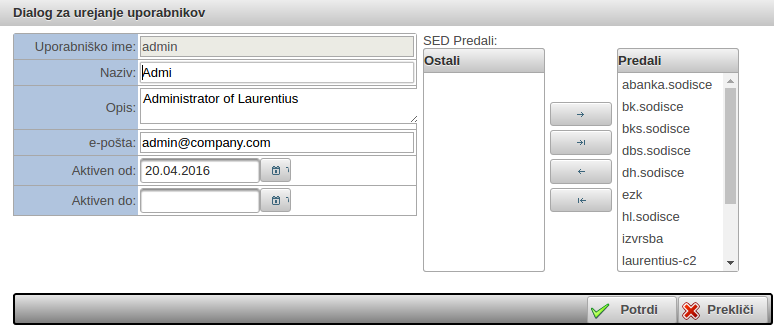 Dialog za urejanje uporabnikov
Uporabniško ime: admin
Naziv: Admi
Opis: Administrator of Laurentius
e-pošta: admin@company.com
Aktiven od: 20.04.2016
Aktiven do:
SED Predali:
Ostali
Predali
abanka.sodisce
bk.sodisce
bks.sodisce
dbs.sodisce
dh.sodisce
ezk
hl.sodisce
izvrsba
laurentius-c2
Potrdi
Prekliči